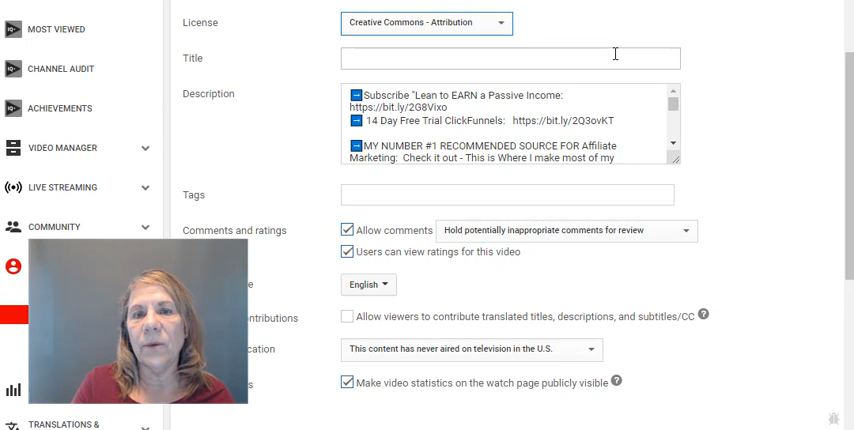 MOST VIEWED
CHANNEL AUDIT
ACHIEVEMENTS
VIDEO MANAGER
LIVE STREAMING
COMMUNITY
TRANSLATIONS &
License
Creative Commons - Attribution
Title
Description
Subscribe "Lean to EARN a Passive Income:
https://bit.ly/2G8Vixo
14 Day Free Trial ClickFunnels: https://bit.ly/2Q3ovKT
MY NUMBER #1 RECOMMENDED SOURCE FOR Affiliate
Marketing: Check it out - This is Where I make most of my
Tags
Comments and ratings
Allow comments
Hold potentially inappropriate comments for review
Users can view ratings for this video
English
Allow viewers to contribute translated titles, descriptions, and subtitles/CC
This content has never aired on television in the U.S.
Make video statistics on the watch page publicly visible